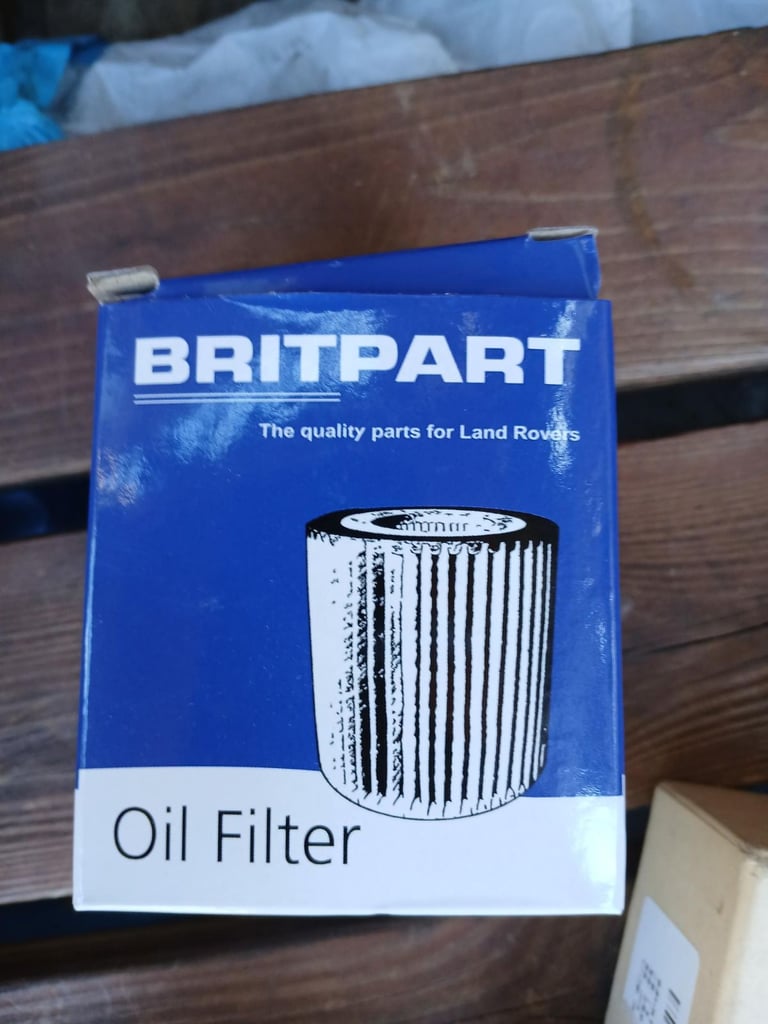 BRITPART
The quality parts for Land Rovers
Oil Filter